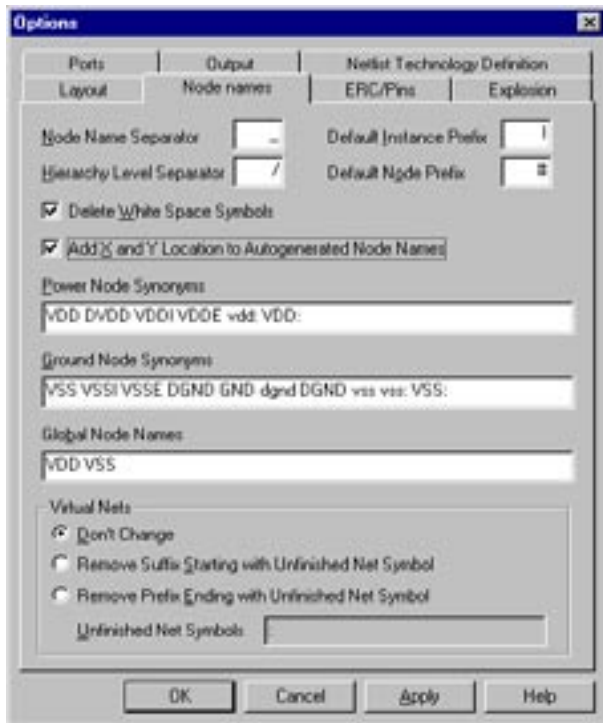 Options
Ports Output Netlist Technology Definition
Layout Node names ERC/Pins Explosion
Node Name Separator _ Default Instance Prefix I
Hierarchy Level Separator / Default Node Prefix #
Delete White Space Symbols
Add X and Y Location to Autogenerated Node Names
Power Node Synonyms
VDD DVDD VDDI VDDE vdd: VDD:
Ground Node Synonyms
VSS VSSI VSSE DGND GND dgnd DGND vss vss: VSS:
Global Node Names
VDD VSS
Virtual Nets
Don't Change
Remove Suffix Starting with Unfinished Net Symbol
Remove Prefix Ending with Unfinished Net Symbol
Unfinished Net Symbols :
OK Cancel Apply Help